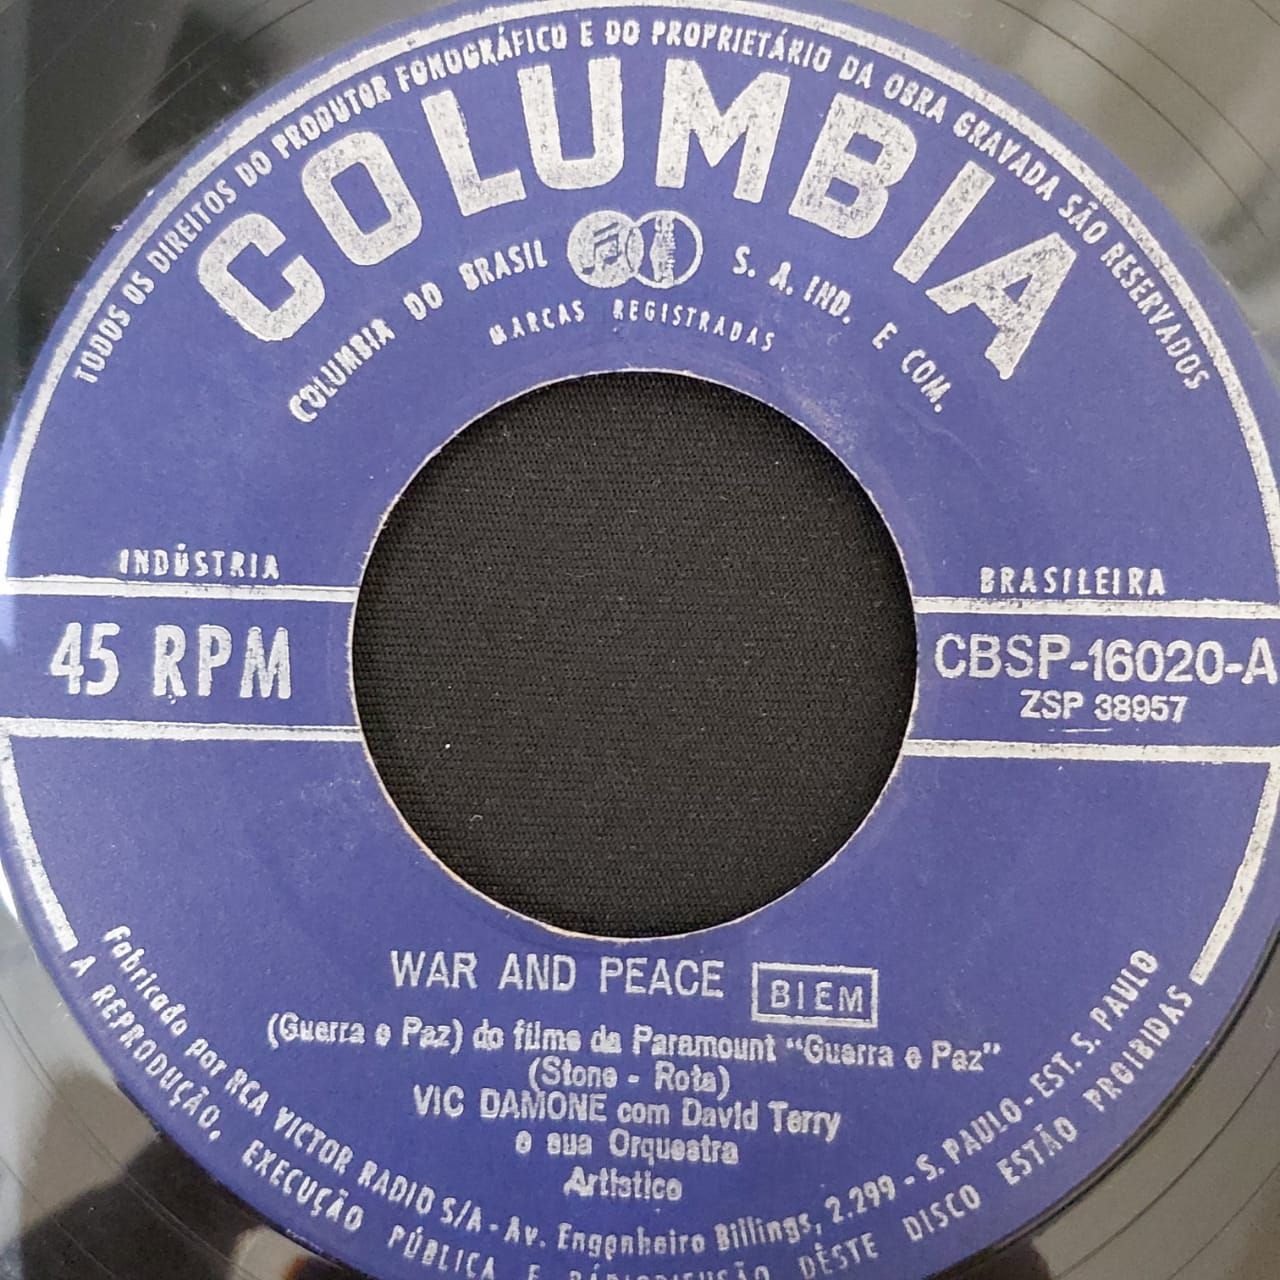 TODOS OS DIREITOS DO PRODUTOR FONOGRÁFICO E DO PROPRIETÁRIO DA OBRA GRAVADA SÃO RESERVADOS
COLUMBIA
COLUMBIA DO BRASIL S. A. IND. E COM.
MARCAS REGISTRADAS
INDÚSTRIA BRASILEIRA
45 RPM CBSP-16020-A
ZSP 38957
WAR AND PEACE BIEM
(Guerra e Paz) do filme da Paramount "Guerra e Paz"
(Stone - Rota)
VIC DAMONE com David Terry
e sua Orquestra
Artistico
Fabricado por RCA VICTOR RADIO S/A - Av. Engenheiro Billings, 2.299 - S. PAULO - EST. S. PAULO
A REPRODUÇÃO, EXECUÇÃO PÚBLICA E RÁDIODIFUSÃO DÊSTE DISCO ESTÃO PROIBIDAS